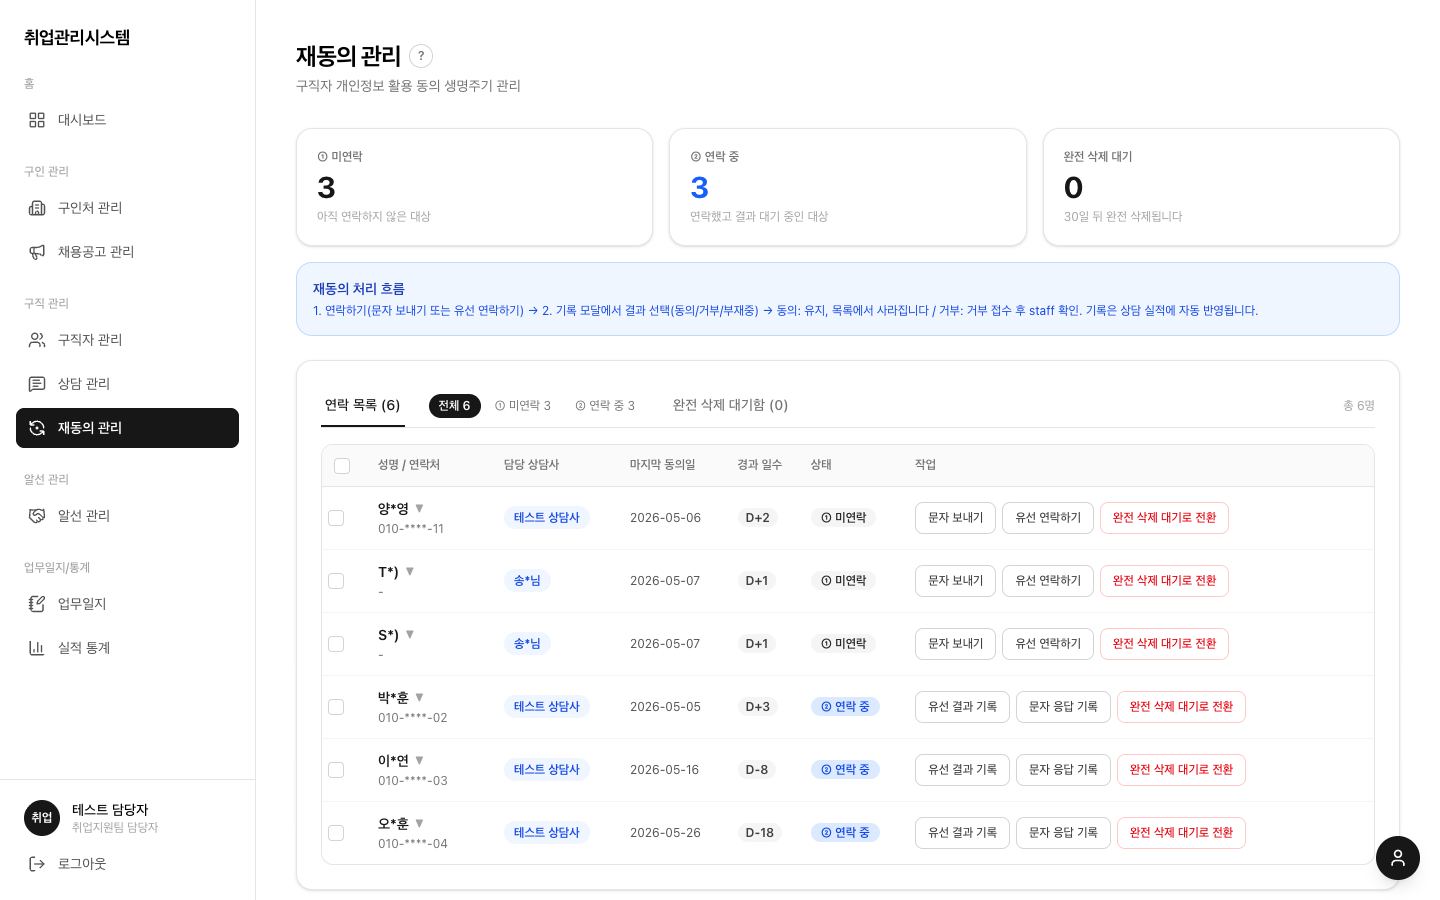 취업관리시스템
홈
대시보드
구인 관리
구인처 관리
채용공고 관리
구직 관리
구직자 관리
상담 관리
재동의 관리
알선 관리
알선 관리
업무일지/통계
업무일지
실적 통계
취업
테스트 담당자
취업지원팀 담당자
로그아웃
재동의 관리 ?
구직자 개인정보 활용 동의 생명주기 관리
① 미연락
3
아직 연락하지 않은 대상
② 연락 중
3
연락했고 결과 대기 중인 대상
완전 삭제 대기
0
30일 뒤 완전 삭제됩니다
재동의 처리 흐름
1. 연락하기(문자 보내기 또는 유선 연락하기) → 2. 기록 모달에서 결과 선택(동의/거부/부재중) → 동의: 유지, 목록에서 사라집니다 / 거부: 거부 접수 후 staff 확인. 기록은 상담 실적에 자동 반영됩니다.
연락 목록 (6) 전체 6 ① 미연락 3 ② 연락 중 3 완전 삭제 대기함 (0) 총 6명
성명 / 연락처 담당 상담사 마지막 동의일 경과 일수 상태 작업
양*영 ▼
010-****-11
테스트 상담사 2026-05-06 D+2 ① 미연락 문자 보내기 유선 연락하기 완전 삭제 대기로 전환
T*) ▼
-
송*님 2026-05-07 D+1 ① 미연락 문자 보내기 유선 연락하기 완전 삭제 대기로 전환
S*) ▼
-
송*님 2026-05-07 D+1 ① 미연락 문자 보내기 유선 연락하기 완전 삭제 대기로 전환
박*훈 ▼
010-****-02
테스트 상담사 2026-05-05 D+3 ② 연락 중 유선 결과 기록 문자 응답 기록 완전 삭제 대기로 전환
이*연 ▼
010-****-03
테스트 상담사 2026-05-16 D-8 ② 연락 중 유선 결과 기록 문자 응답 기록 완전 삭제 대기로 전환
오*훈 ▼
010-****-04
테스트 상담사 2026-05-26 D-18 ② 연락 중 유선 결과 기록 문자 응답 기록 완전 삭제 대기로 전환